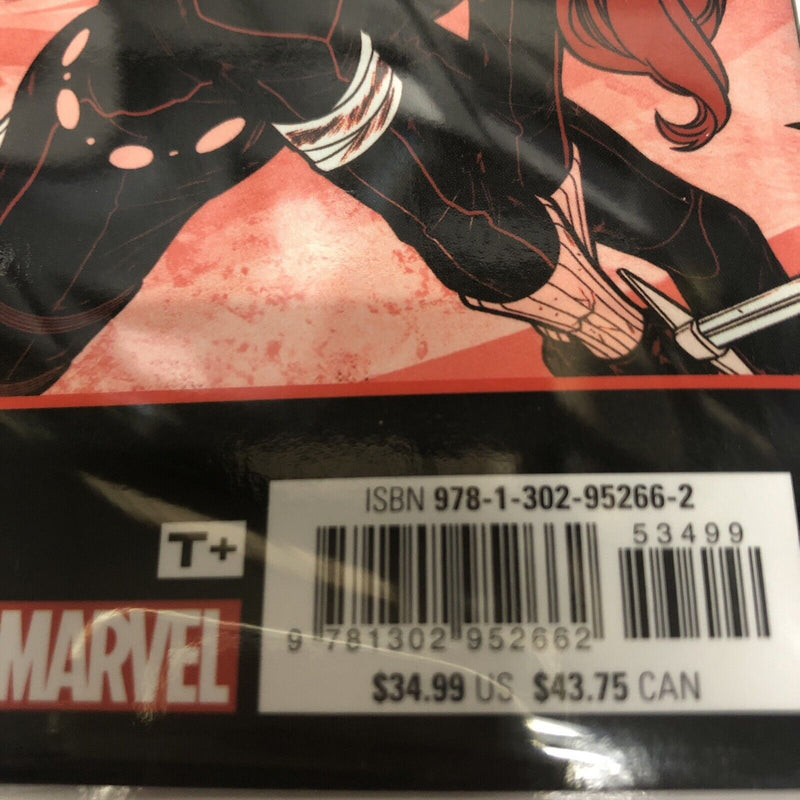 ISBN 978-1-302-95266-2
53499
T+
9 781302 952662
MARVEL
$34.99 US $43.75 CAN